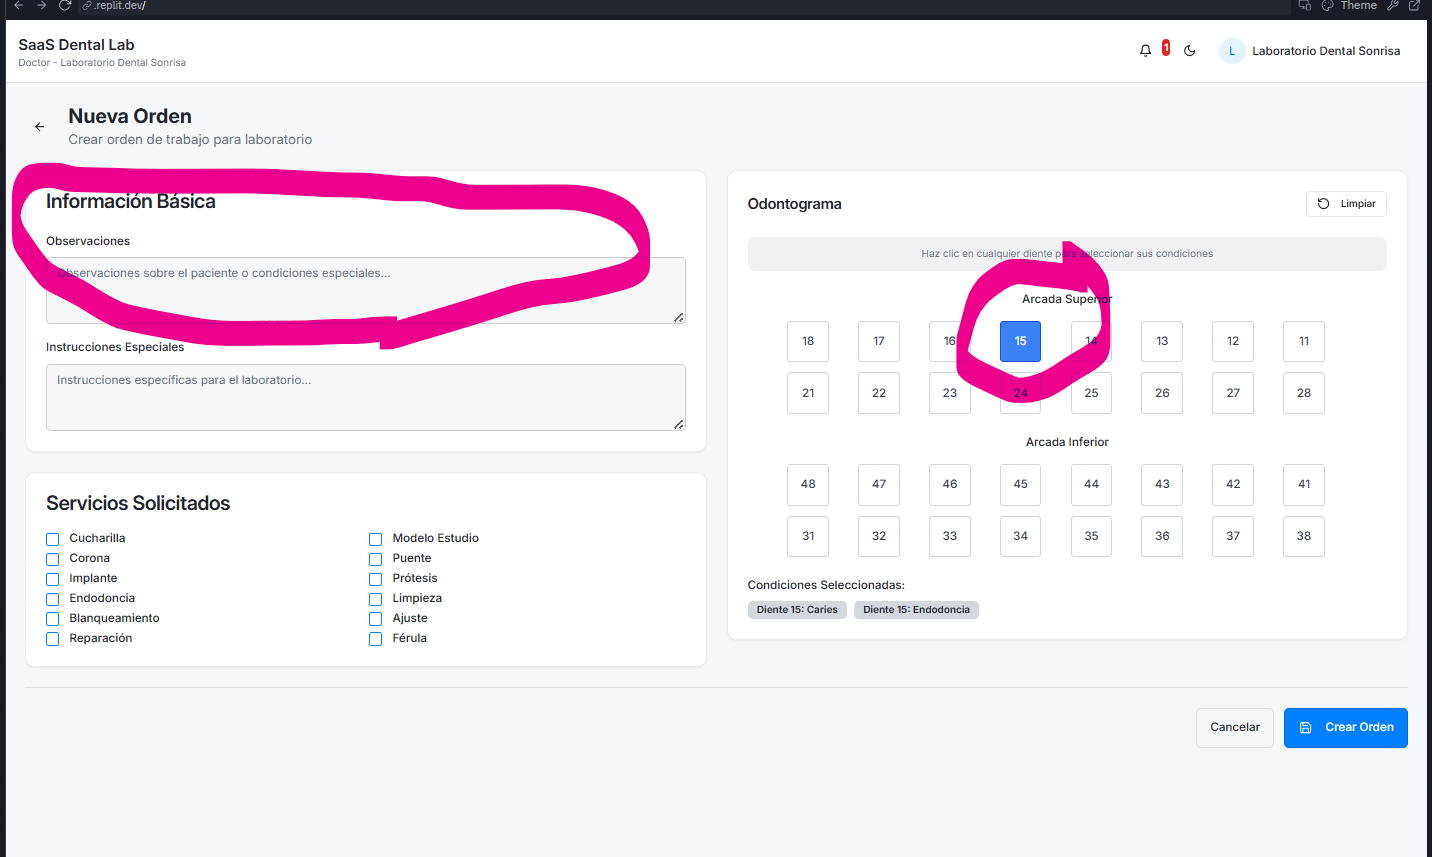 .replit.dev/
Theme
SaaS Dental Lab
Doctor - Laboratorio Dental Sonrisa
1
L
Laboratorio Dental Sonrisa
Nueva Orden
Crear orden de trabajo para laboratorio
Información Básica
Observaciones
Observaciones sobre el paciente o condiciones especiales...
Instrucciones Especiales
Instrucciones específicas para el laboratorio...
Servicios Solicitados
Cucharilla
Modelo Estudio
Corona
Puente
Implante
Prótesis
Endodoncia
Limpieza
Blanqueamiento
Ajuste
Reparación
Férula
Odontograma
Limpiar
Haz clic en cualquier diente para seleccionar sus condiciones
Arcada Superior
18 17 16 15 14 13 12 11
21 22 23 24 25 26 27 28
Arcada Inferior
48 47 46 45 44 43 42 41
31 32 33 34 35 36 37 38
Condiciones Seleccionadas:
Diente 15: Caries Diente 15: Endodoncia
Cancelar
Crear Orden